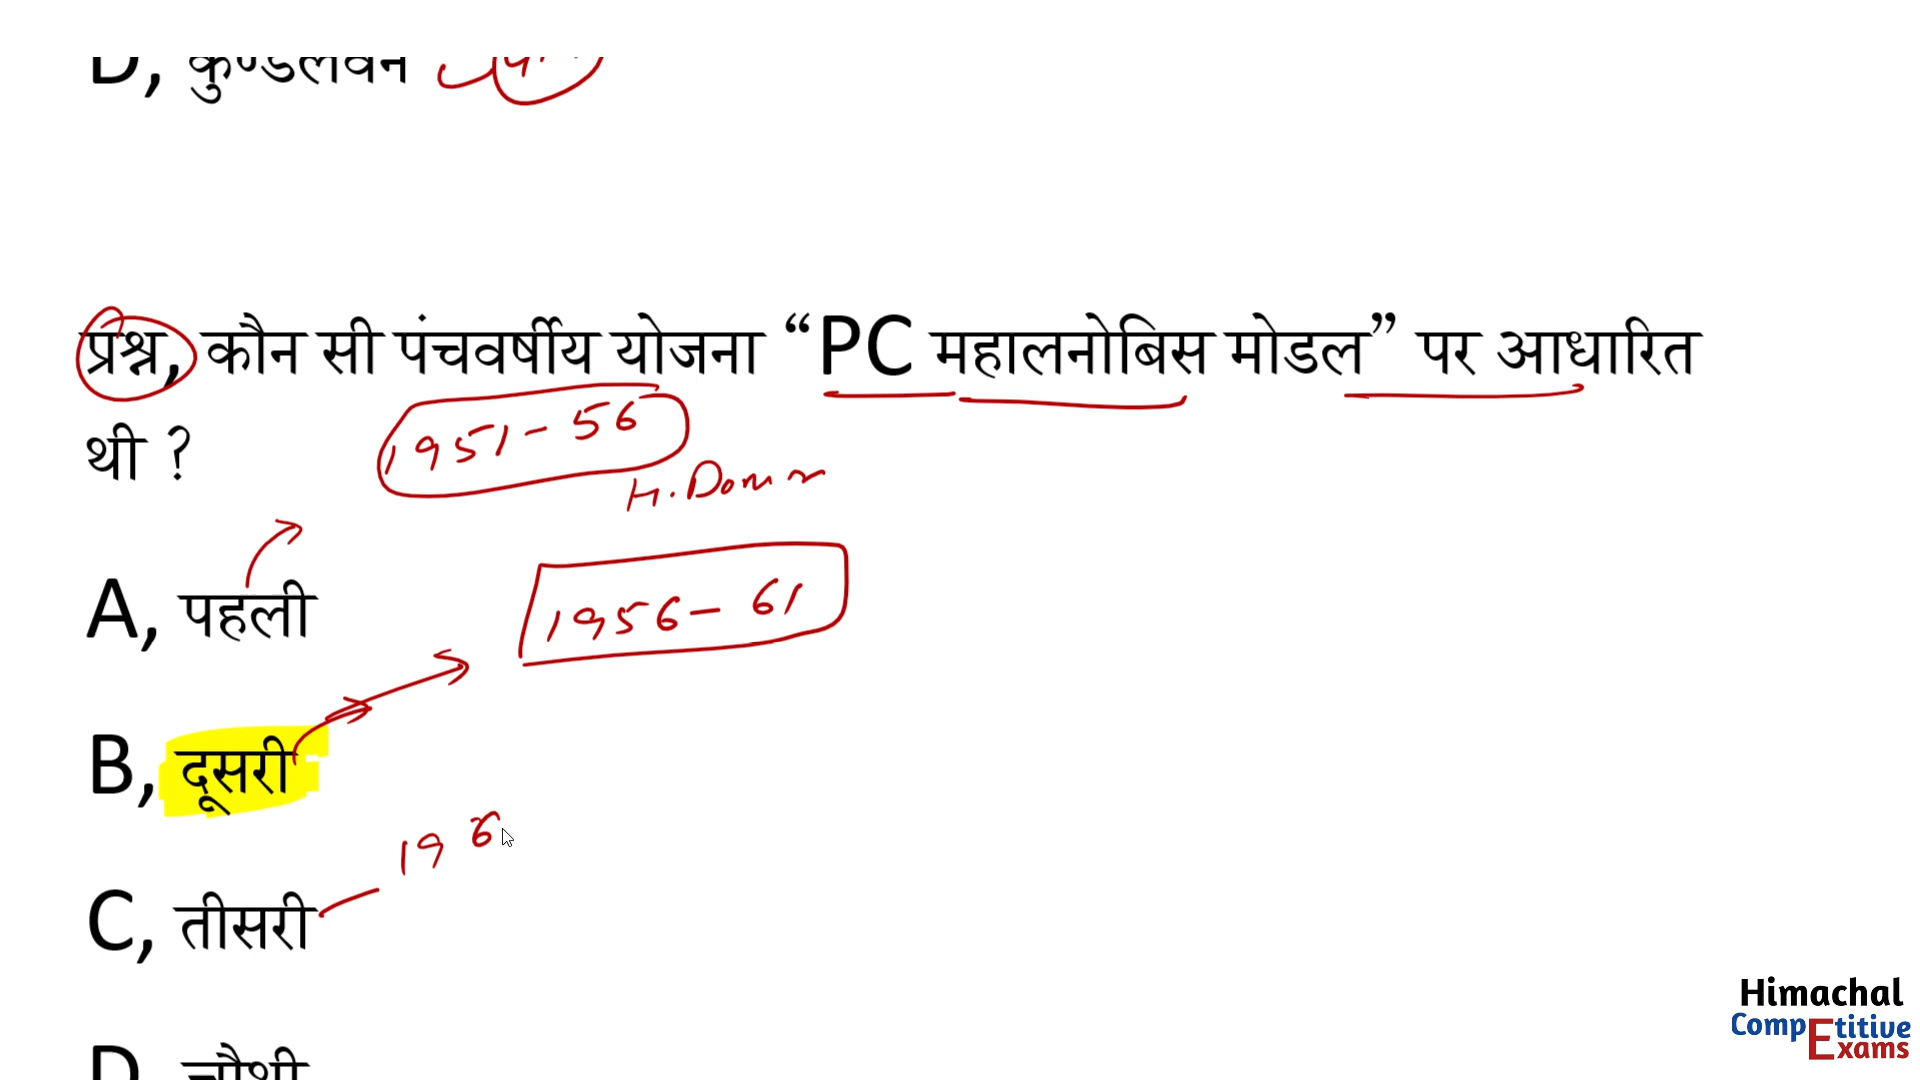 D, कुण्डलवन
प्रश्न, कौन सी पंचवर्षीय योजना “PC महालनोबिस मोडल” पर आधारित
थी ?
1951-56
H. Domar
A, पहली
1956-61
B, दूसरी
196
C, तीसरी
D, चौथी
Himachal
CompEtitive
Exams